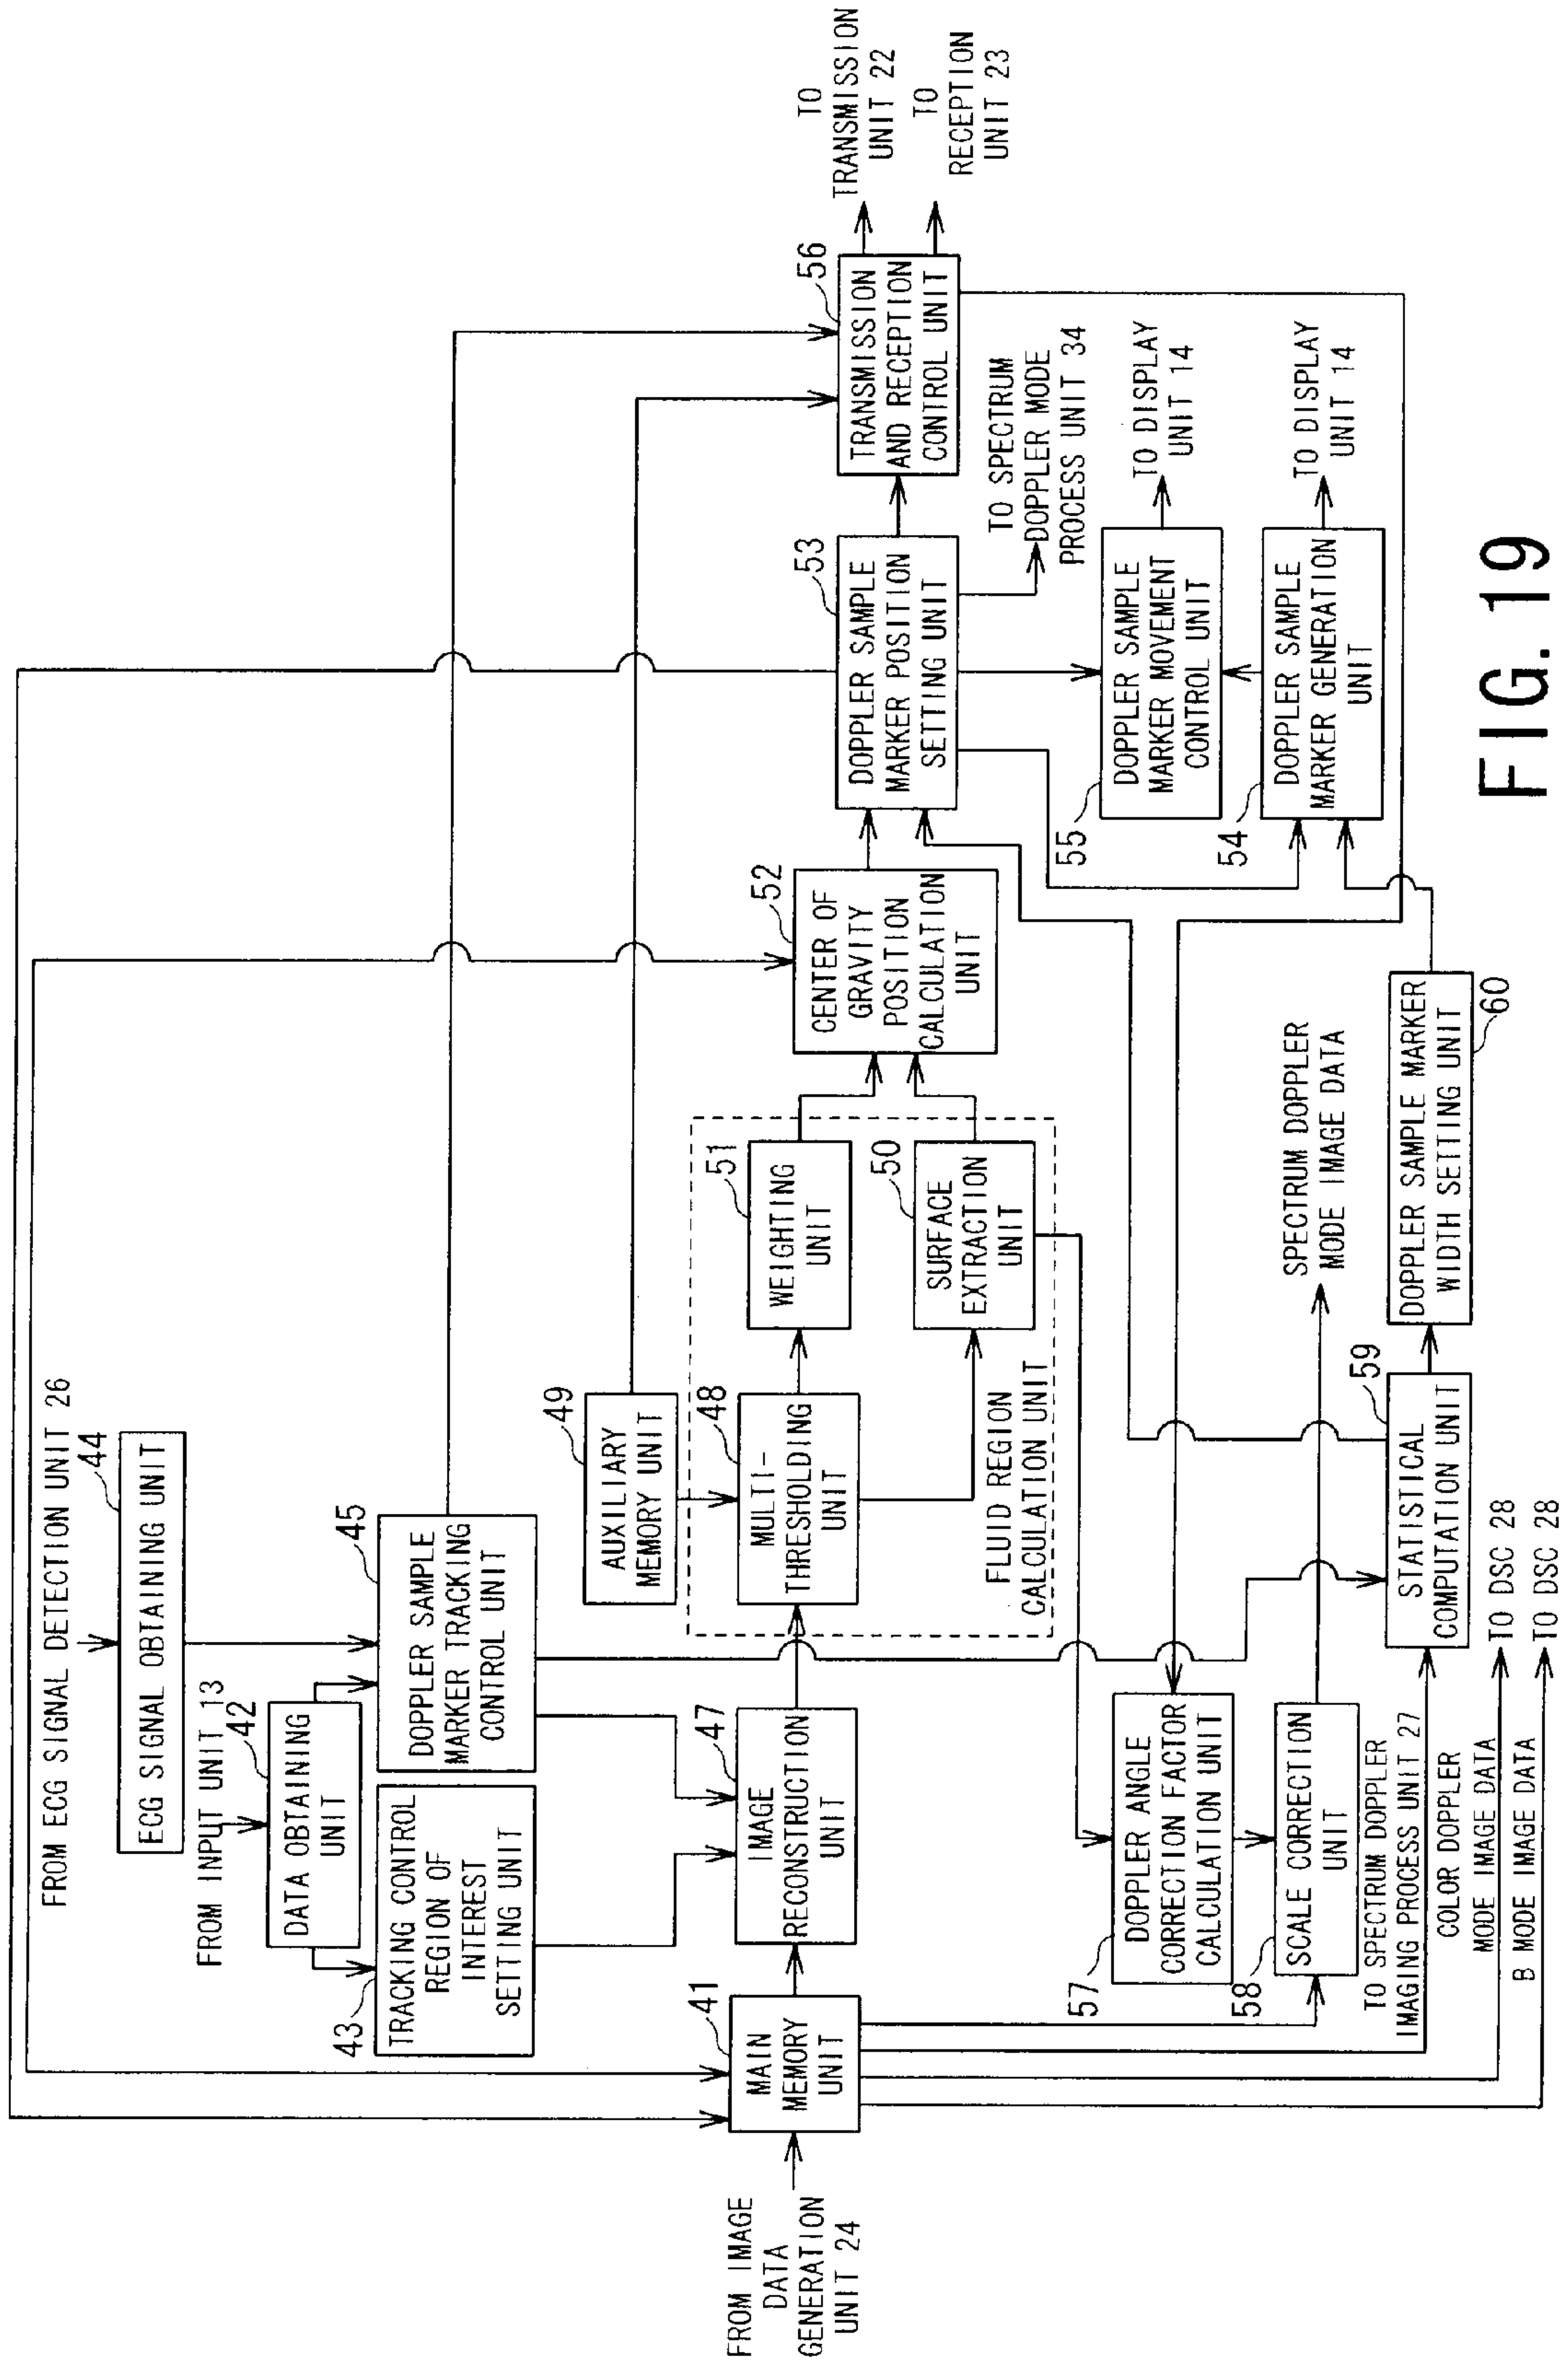 FROM ECG SIGNAL DETECTION UNIT 26
44
ECG SIGNAL OBTAINING UNIT
FROM INPUT UNIT 13
42
DATA OBTAINING
UNIT
43
TRACKING CONTROL
REGION OF
INTEREST
SETTING UNIT
45
DOPPLER SAMPLE
MARKER TRACKING
CONTROL UNIT
49
AUXILIARY
MEMORY UNIT
FROM IMAGE
DATA
GENERATION
UNIT 24
41
MAIN
MEMORY
UNIT
47
IMAGE
RECONSTRUCTION
UNIT
48
MULTI-
THRESHOLDING
UNIT
51
WEIGHTING
UNIT
50
SURFACE
EXTRACTION
UNIT
FLUID REGION
CALCULATION UNIT
52
CENTER OF
GRAVITY
POSITION
CALCULATION
UNIT
53
DOPPLER SAMPLE
MARKER POSITION
SETTING UNIT
56
TRANSMISSION
AND RECEPTION
CONTROL UNIT
TO
TRANSMISSION
UNIT 22
TO
RECEPTION
UNIT 23
TO SPECTRUM
DOPPLER MODE
PROCESS UNIT 34
55
DOPPLER SAMPLE
MARKER MOVEMENT
CONTROL UNIT
TO DISPLAY
UNIT 14
54
DOPPLER SAMPLE
MARKER GENERATION
UNIT
TO DISPLAY
UNIT 14
57
DOPPLER ANGLE
CORRECTION FACTOR
CALCULATION UNIT
58
SCALE CORRECTION
UNIT
SPECTRUM DOPPLER
MODE IMAGE DATA
TO SPECTRUM DOPPLER
IMAGING PROCESS UNIT 27
59
STATISTICAL
COMPUTATION UNIT
DOPPLER SAMPLE MARKER
WIDTH SETTING UNIT
60
COLOR DOPPLER
MODE IMAGE DATA
TO DSC 28
B MODE IMAGE DATA
TO DSC 28
FIG. 19